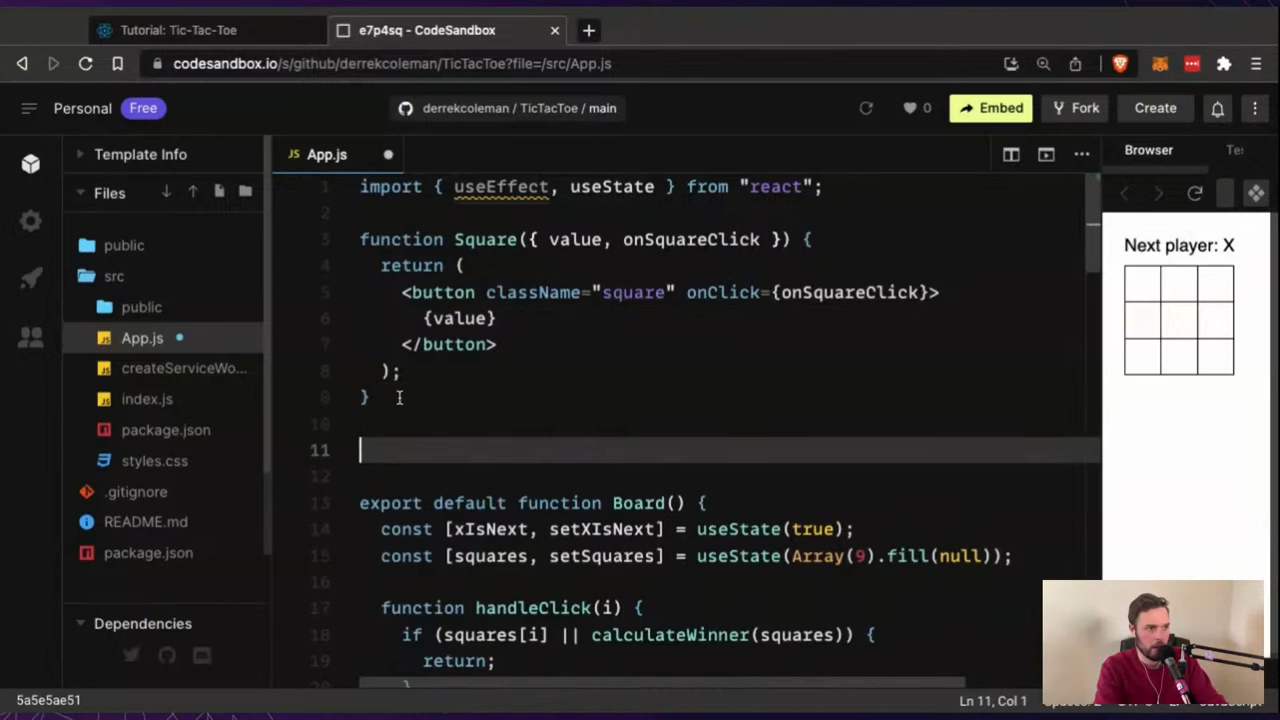 Tutorial: Tic-Tac-Toe
e7p4sq - CodeSandbox
codesandbox.io/s/github/derrekcoleman/TicTacToe?file=/src/App.js
Personal Free
derrekcoleman / TicTacToe / main
0
Embed
Fork
Create
Template Info
Files
public
src
public
App.js
createServiceWo...
index.js
package.json
styles.css
.gitignore
README.md
package.json
Dependencies
JS App.js
1 import { useEffect, useState } from "react";
2
3 function Square({ value, onSquareClick }) {
4 return (
5 <button className="square" onClick={onSquareClick}>
6 {value}
7 </button>
8 );
9 }
10
11
12
13 export default function Board() {
14 const [xIsNext, setXIsNext] = useState(true);
15 const [squares, setSquares] = useState(Array(9).fill(null));
16
17 function handleClick(i) {
18 if (squares[i] || calculateWinner(squares)) {
19 return;
}
Browser
Next player: X
5a5e5ae51
Ln 11, Col 1